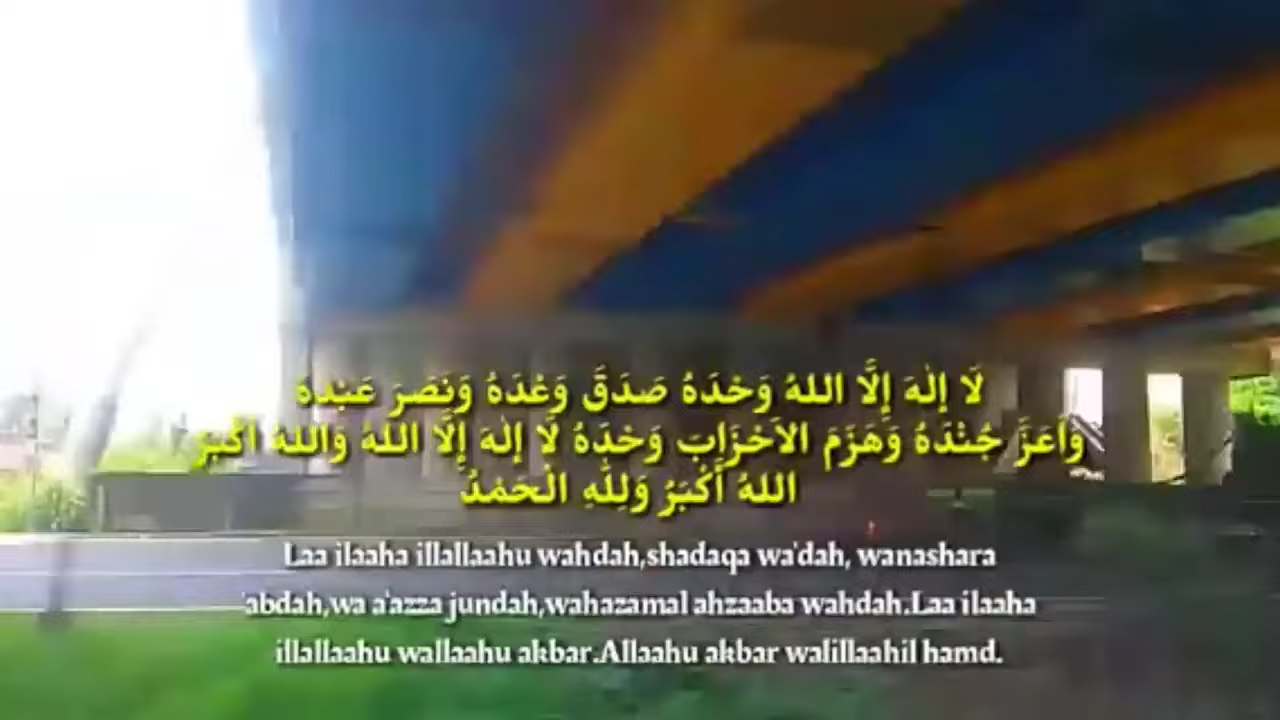 لَا إِلٰهَ إِلَّا اللهُ وَحْدَهُ صَدَقَ وَعْدَهُ وَنَصَرَ عَبْدَهُ
وَأَعَزَّ جُنْدَهُ وَهَزَمَ الاَحْزَابَ وَحْدَهُ لَا إِلٰهَ إِلَّا اللهُ وَاللهُ اَكْبَرُ
اللهُ أَكْبَرُ وَلِلّٰهِ الْحَمْدُ
Laa ilaaha illallaahu wahdah,shadaqa wa'dah, wanashara
'abdah,wa a'azza jundah,wahazamal ahzaaba wahdah.Laa ilaaha
illallaahu wallaahu akbar.Allaahu akbar walillaahil hamd.